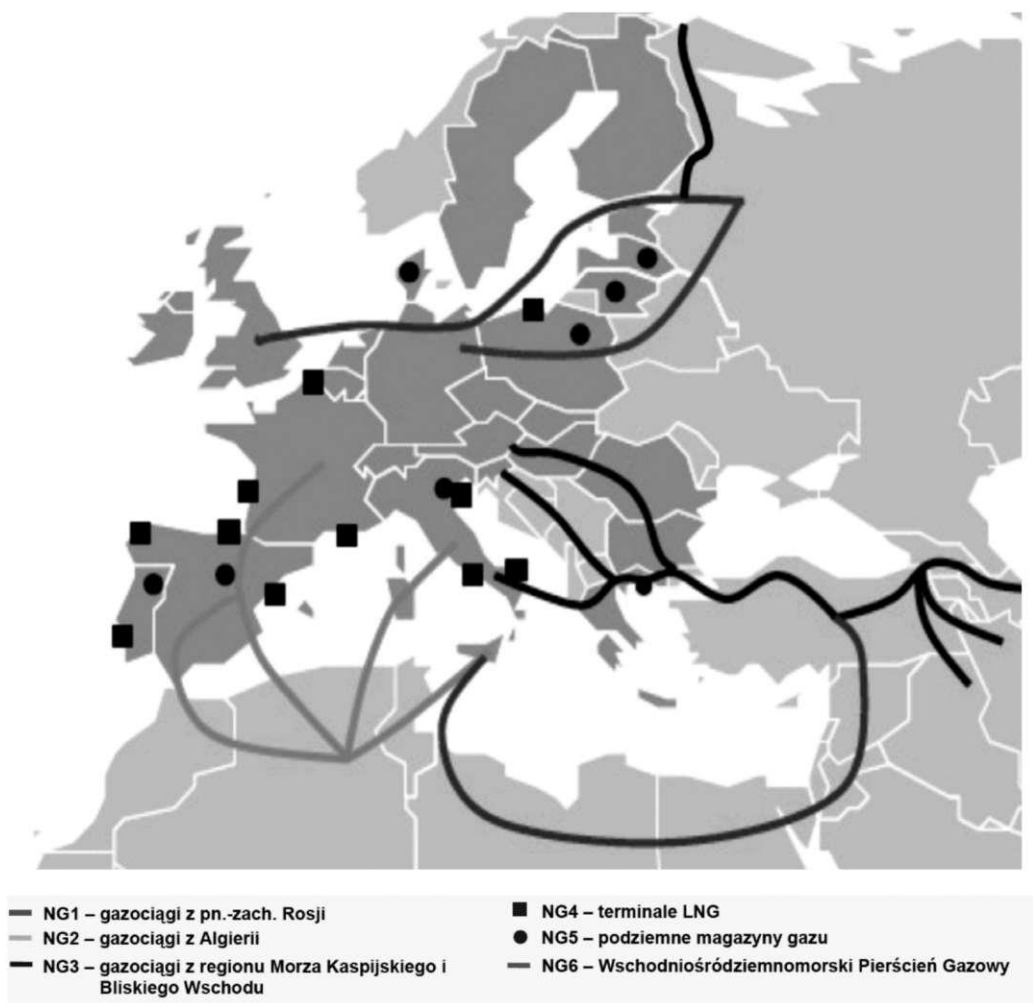 NG1 – gazociągi z pn.-zach. Rosji
NG2 – gazociągi z Algierii
NG3 – gazociągi z regionu Morza Kaspijskiego i
Bliskiego Wschodu
NG4 – terminale LNG
NG5 – podziemne magazyny gazu
NG6 – Wschodniośródziemnomorski Pierścień Gazowy